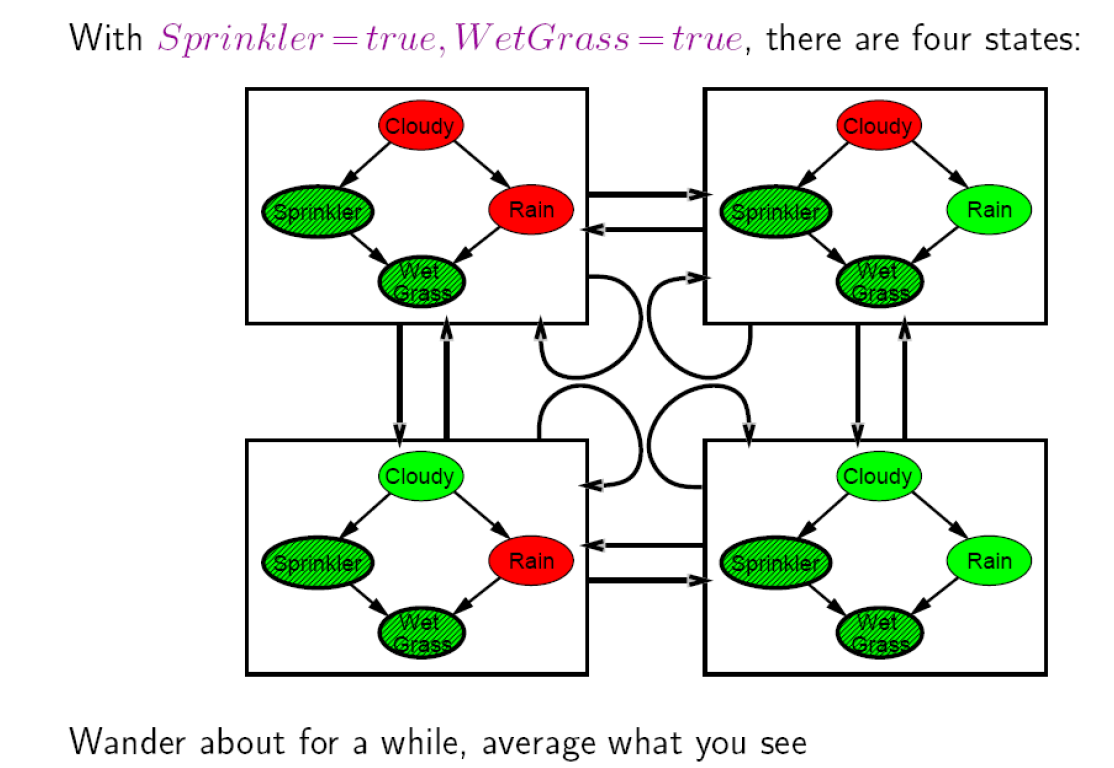 With Sprinkler = true, WetGrass = true, there are four states:
Cloudy
Sprinkler
Rain
Wet
Grass
Cloudy
Sprinkler
Rain
Wet
Grass
Cloudy
Sprinkler
Rain
Wet
Grass
Cloudy
Sprinkler
Rain
Wet
Grass
Wander about for a while, average what you see